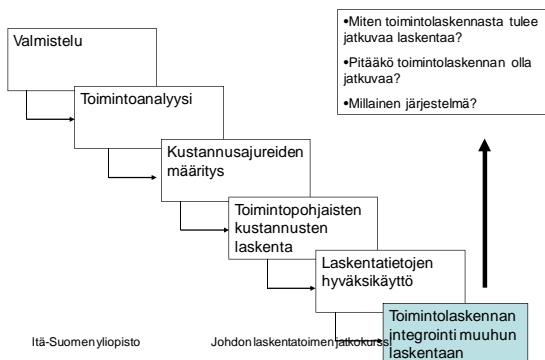 Valmistelu
Toimintoanalyysi
Kustannusajureiden
määritys
Toimintopohjaisten
kustannusten
laskenta
Laskentatietojen
hyväksikäyttö
Toimintolaskennan
integrointi muuhun
laskentaan
•Miten toimintolaskennasta tulee
jatkuvaa laskentaa?
•Pitääkö toimintolaskennan olla
jatkuvaa?
•Millainen järjestelmä?
Itä-Suomen yliopisto
Johdon laskentatoimen jatkokurssi